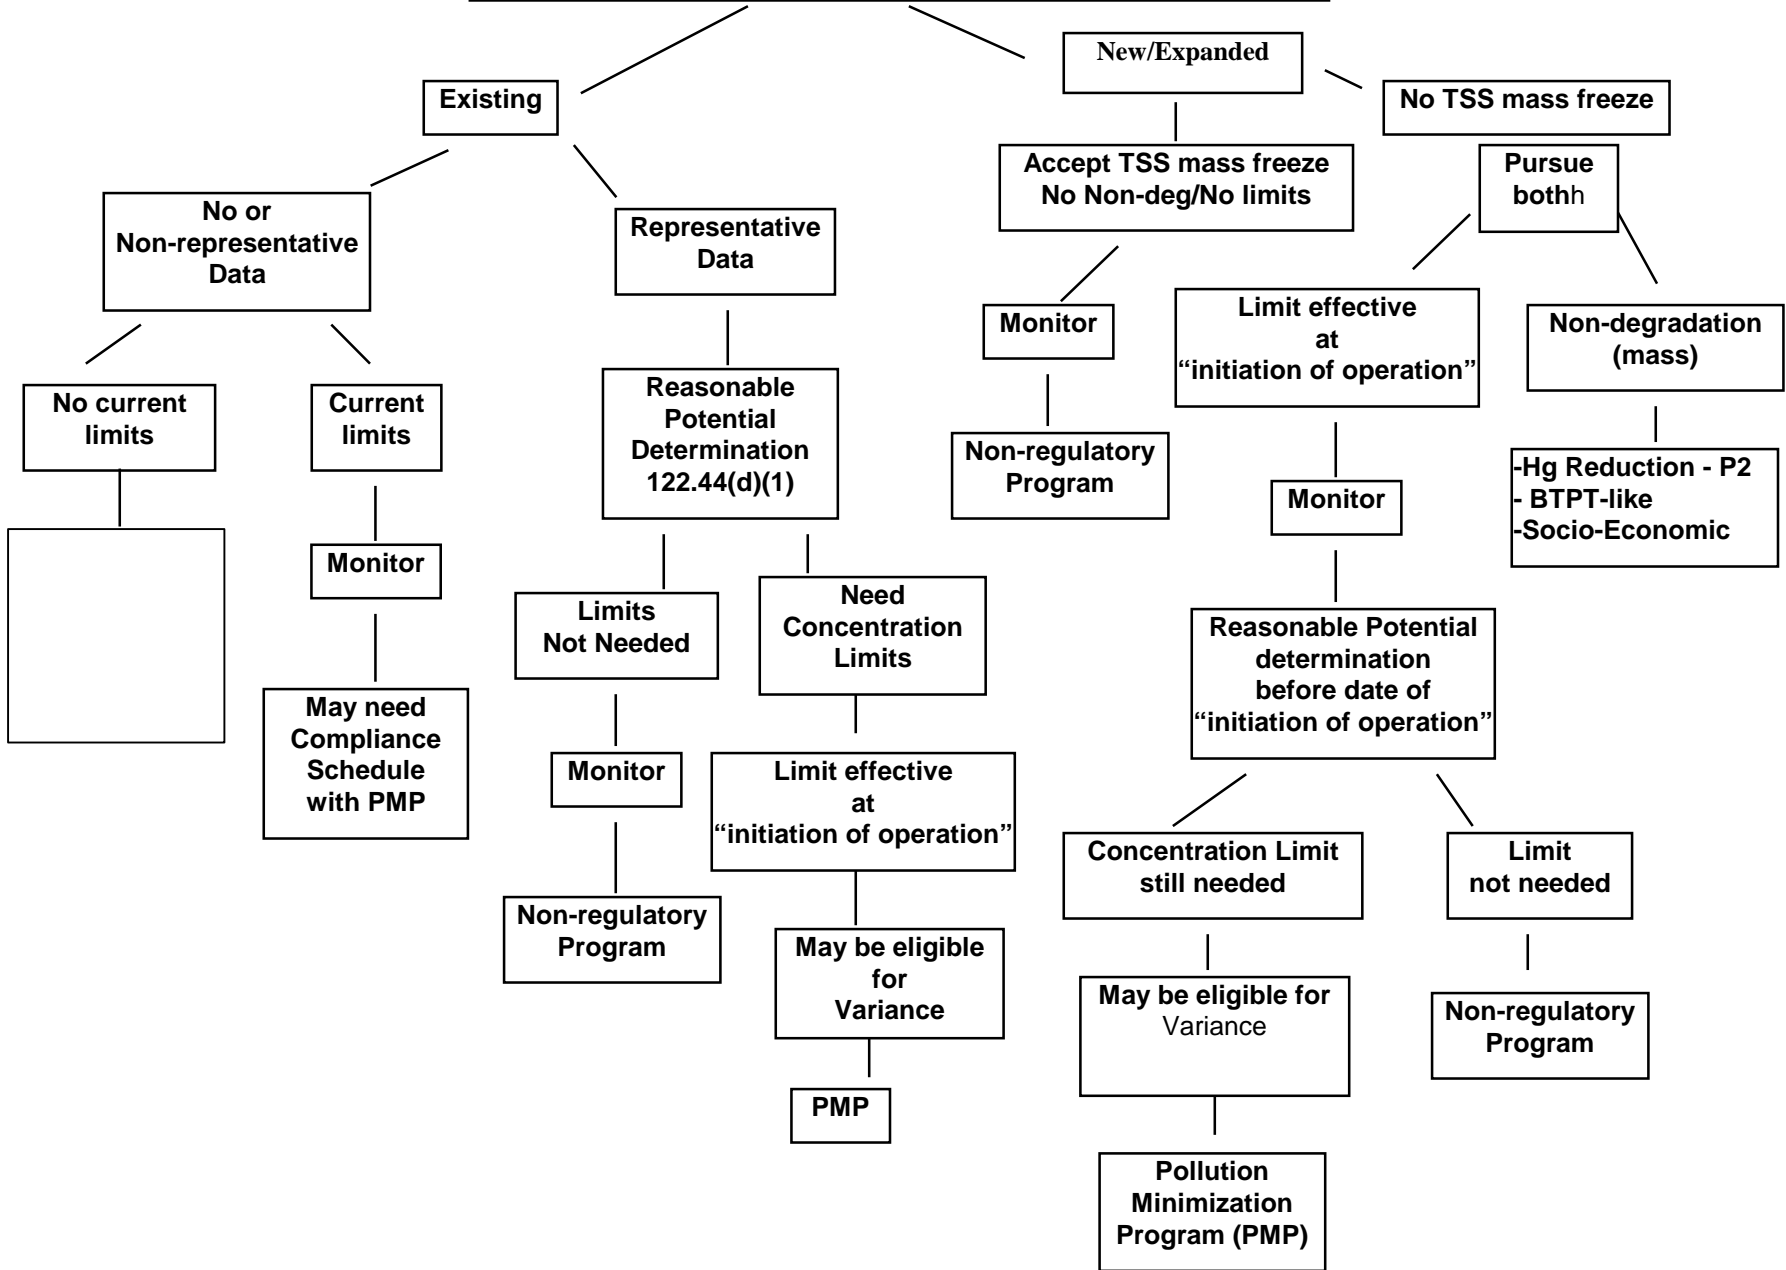 New/Expanded
Existing
No TSS mass freeze
Accept TSS mass freeze
No Non-deg/No limits
Pursue
bothh
No or
Non-representative
Data
Representative
Data
Monitor
Limit effective
at
“initiation of operation”
Non-degradation
(mass)
No current
limits
Current
limits
Reasonable
Potential
Determination
122.44(d)(1)
Non-regulatory
Program
Monitor
-Hg Reduction - P2
- BTPT-like
-Socio-Economic
Monitor
Limits
Not Needed
Need
Concentration
Limits
Reasonable Potential
determination
before date of
“initiation of operation”
May need
Compliance
Schedule
with PMP
Monitor
Limit effective
at
“initiation of operation”
Concentration Limit
still needed
Limit
not needed
Non-regulatory
Program
May be eligible
for
Variance
May be eligible for
Variance
Non-regulatory
Program
PMP
Pollution
Minimization
Program (PMP)